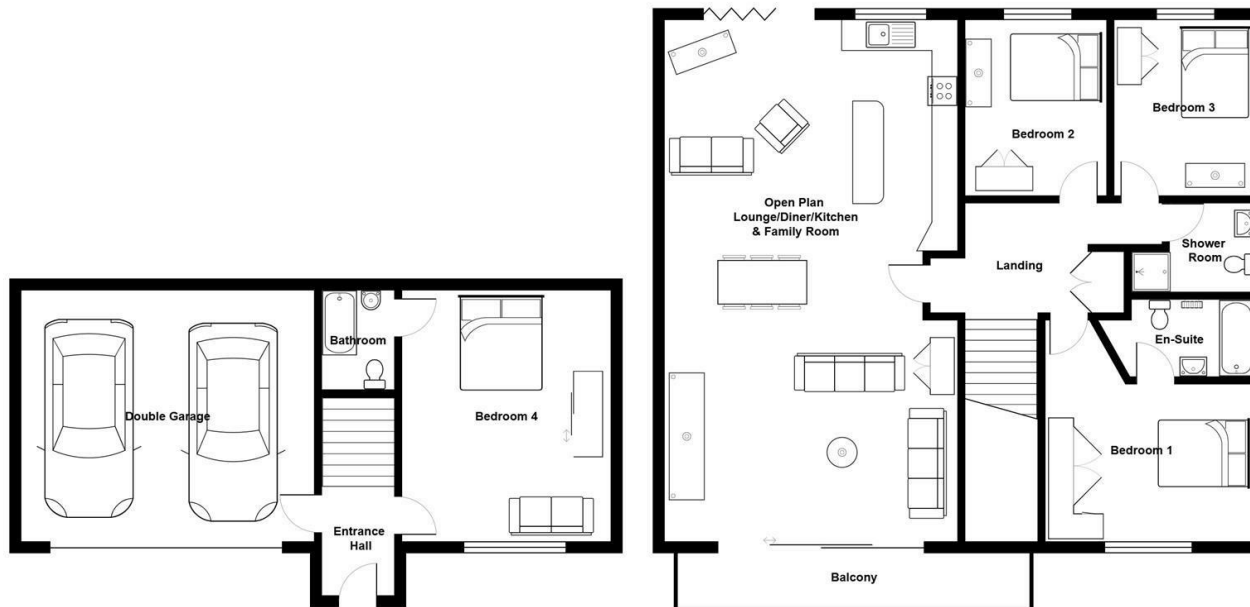 Bathroom
Double Garage
Bedroom 4
Entrance
Hall
Bedroom 2
Bedroom 3
Open Plan
Lounge/Diner/Kitchen
& Family Room
Landing
Shower
Room
En-Suite
Bedroom 1
Balcony